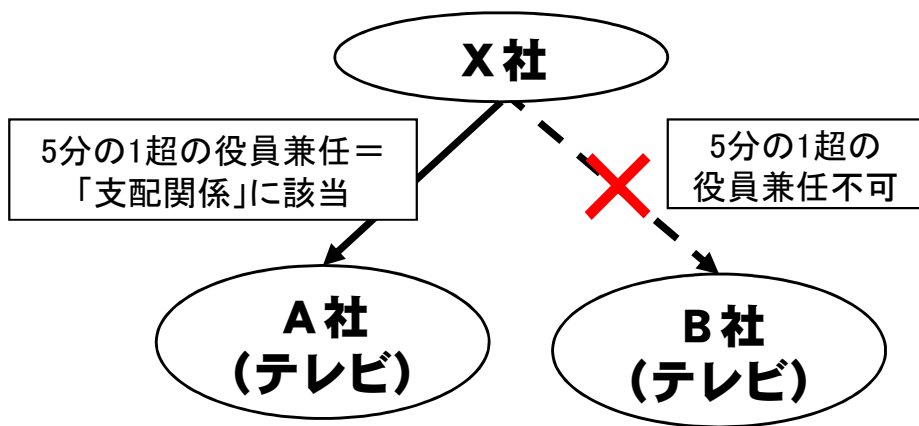 X社
5分の1超の役員兼任＝
「支配関係」に該当
5分の1超の
役員兼任不可
A社
(テレビ)
B社
(テレビ)